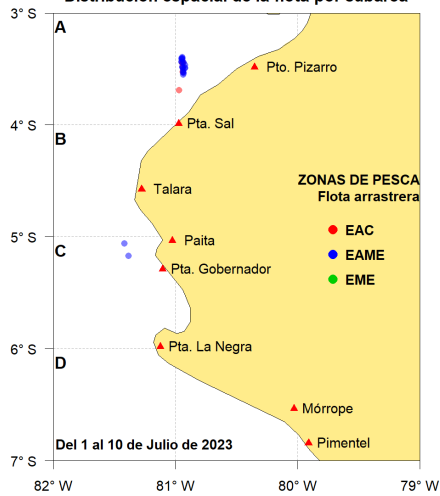 Distribución espacial de la flota por subárea
3° S
A
Pto. Pizarro
4° S
Pta. Sal
B
ZONAS DE PESCA
Talara
Flota arrastrera
EAC
5° S
Paita
EAME
C
Pta. Gobernador
EME
6° S
Pta. La Negra
D
Mórrope
Del 1 al 10 de Julio de 2023
Pimentel
7° S
82° W
81° W
80° W
79° W